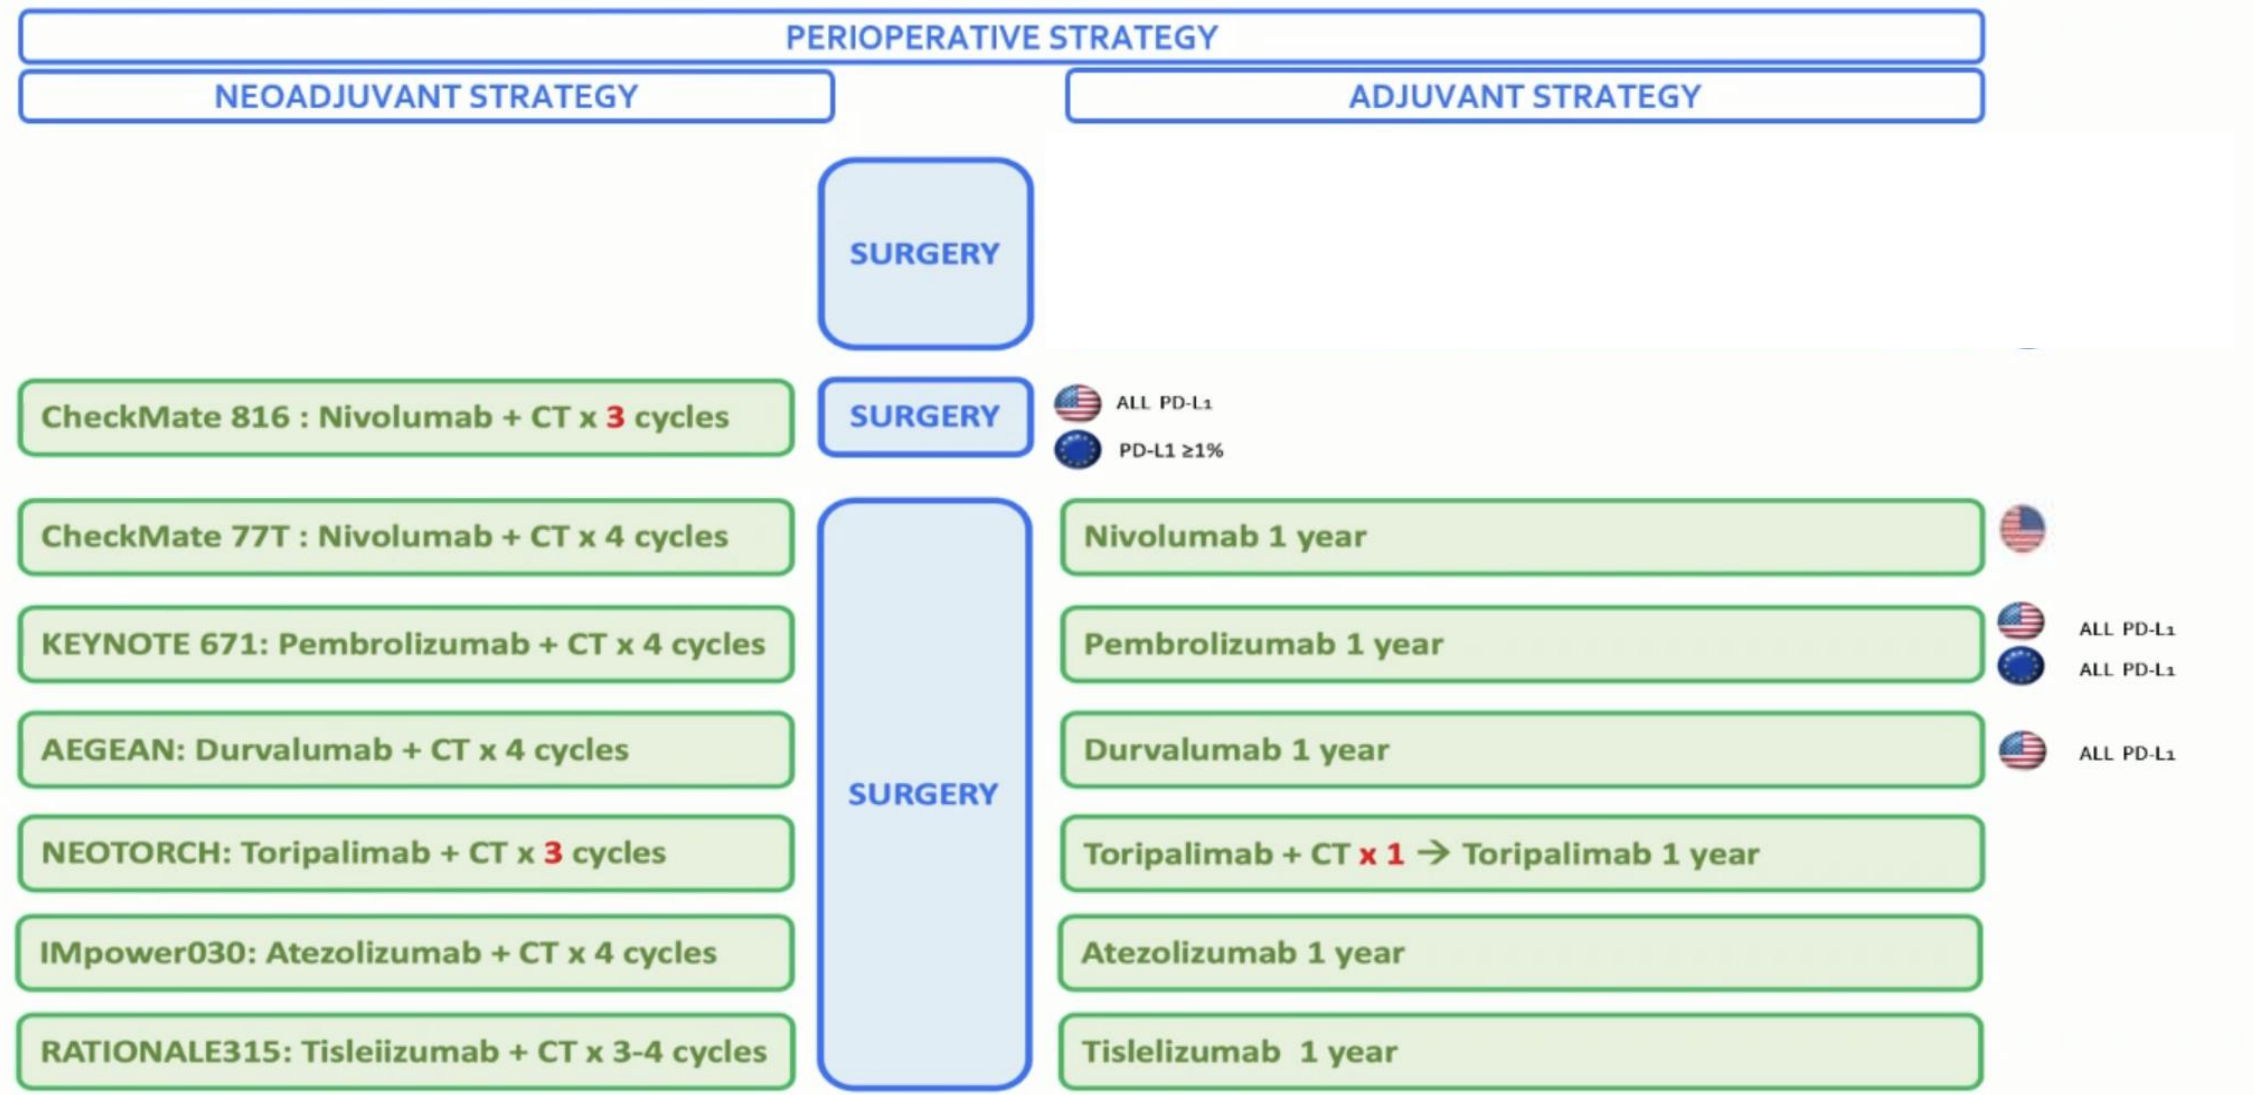 PERIOPERATIVE STRATEGY
NEOADJUVANT STRATEGY
ADJUVANT STRATEGY
SURGERY
CheckMate 816 : Nivolumab + CT x 3 cycles
SURGERY
ALL PD-L1
PD-L1 ≥1%
CheckMate 77T : Nivolumab + CT x 4 cycles
Nivolumab 1 year
KEYNOTE 671: Pembrolizumab + CT x 4 cycles
Pembrolizumab 1 year
ALL PD-L1
ALL PD-L1
AEGEAN: Durvalumab + CT x 4 cycles
Durvalumab 1 year
ALL PD-L1
SURGERY
NEOTORCH: Toripalimab + CT x 3 cycles
Toripalimab + CT x 1 → Toripalimab 1 year
IMpower030: Atezolizumab + CT x 4 cycles
Atezolizumab 1 year
RATIONALE315: Tisleiizumab + CT x 3-4 cycles
Tislelizumab 1 year